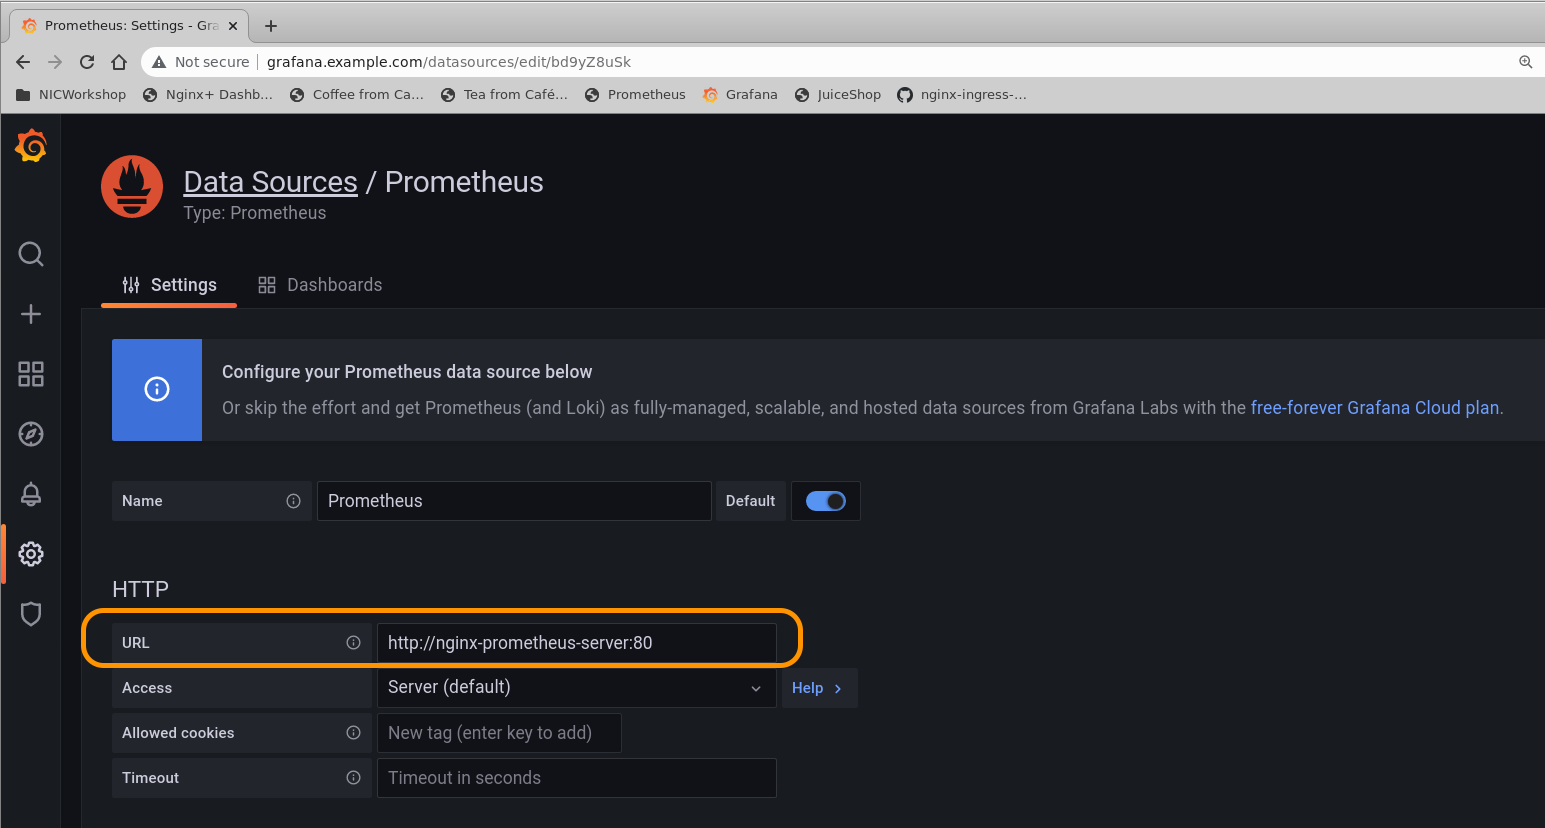 Prometheus: Settings - Gra
Not secure grafana.example.com/datasources/edit/bd9yZ8uSk
NICWorkshop Nginx+ Dashb... Coffee from Ca... Tea from Café... Prometheus Grafana JuiceShop nginx-ingress-...
Data Sources / Prometheus
Type: Prometheus
Settings Dashboards
Configure your Prometheus data source below
Or skip the effort and get Prometheus (and Loki) as fully-managed, scalable, and hosted data sources from Grafana Labs with the free-forever Grafana Cloud plan.
Name Prometheus Default
HTTP
URL http://nginx-prometheus-server:80
Access Server (default) Help
Allowed cookies New tag (enter key to add)
Timeout Timeout in seconds